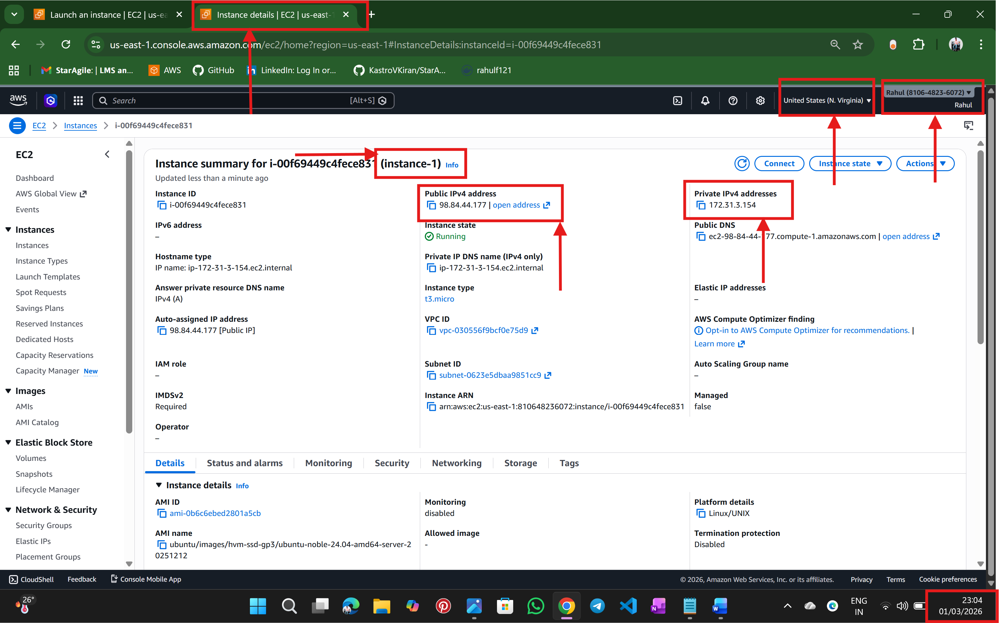 Launch an instance | EC2 | us-ea
Instance details | EC2 | us-east-1
us-east-1.console.aws.amazon.com/ec2/home?region=us-east-1#InstanceDetails:instanceId=i-00f69449c4fece831
StarAgile: | LMS an...
AWS
GitHub
LinkedIn: Log In or...
KastroVKiran/StarA...
rahulf121
aws
Search
[Alt+S]
United States (N. Virginia)
Rahul (8106-4823-6072)
Rahul
EC2
Instances
i-00f69449c4fece831
EC2
Dashboard
AWS Global View
Events
Instances
Instances
Instance Types
Launch Templates
Spot Requests
Savings Plans
Reserved Instances
Dedicated Hosts
Capacity Reservations
Capacity Manager New
Images
AMIs
AMI Catalog
Elastic Block Store
Volumes
Snapshots
Lifecycle Manager
Network & Security
Security Groups
Elastic IPs
Placement Groups
Instance summary for i-00f69449c4fece831 (instance-1) Info
Updated less than a minute ago
Connect
Instance state
Actions
Instance ID
i-00f69449c4fece831
Public IPv4 address
98.84.44.177 | open address
Private IPv4 addresses
172.31.3.154
IPv6 address
–
Instance state
Running
Public DNS
ec2-98-84-44-177.compute-1.amazonaws.com | open address
Hostname type
IP name: ip-172-31-3-154.ec2.internal
Private IP DNS name (IPv4 only)
ip-172-31-3-154.ec2.internal
Answer private resource DNS name
IPv4 (A)
Instance type
t3.micro
Elastic IP addresses
–
Auto-assigned IP address
98.84.44.177 [Public IP]
VPC ID
vpc-030556f9bcf0e75d9
AWS Compute Optimizer finding
Opt-in to AWS Compute Optimizer for recommendations. |
Learn more
IAM role
–
Subnet ID
subnet-0623e5dbaa9851cc9
Auto Scaling Group name
–
IMDSv2
Required
Instance ARN
arn:aws:ec2:us-east-1:810648236072:instance/i-00f69449c4fece831
Managed
false
Operator
–
Details
Status and alarms
Monitoring
Security
Networking
Storage
Tags
Instance details Info
AMI ID
ami-0b6c6ebed2801a5cb
Monitoring
disabled
Platform details
Linux/UNIX
AMI name
ubuntu/images/hvm-ssd-gp3/ubuntu-noble-24.04-amd64-server-2
0251212
Allowed image
-
Termination protection
Disabled
CloudShell
Feedback
Console Mobile App
© 2026, Amazon Web Services, Inc. or its affiliates.
Privacy
Terms
Cookie preferences
26°
ENG
IN
23:04
01/03/2026